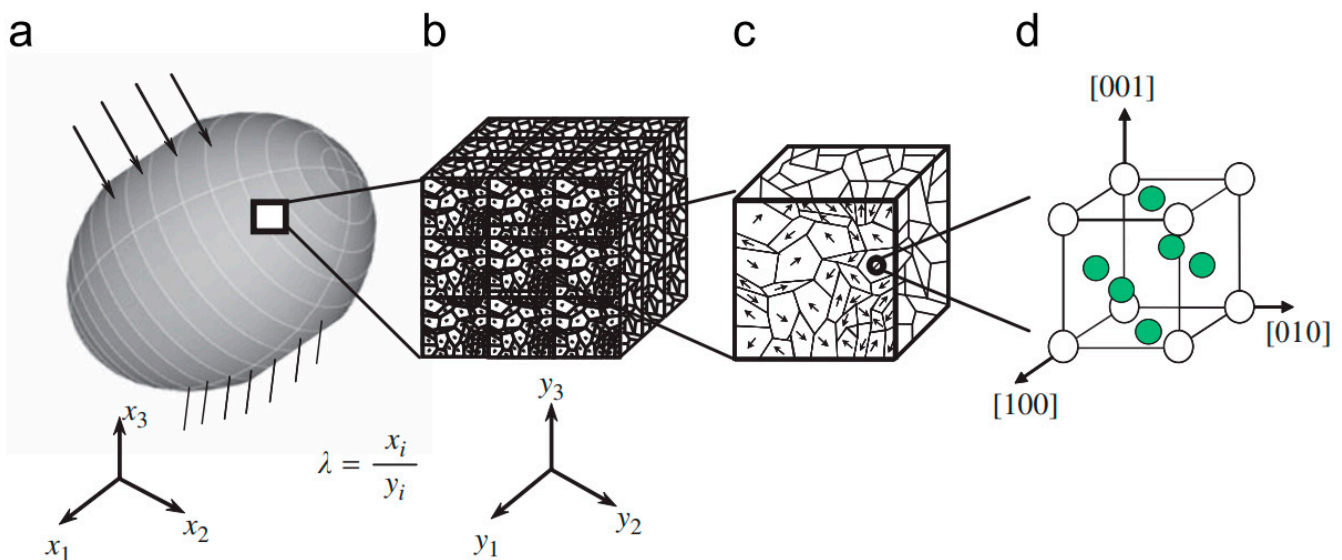 a
b
c
d
[001]
[010]
[100]
x₃
x₂
x₁
λ = xᵢ / yᵢ
y₃
y₂
y₁